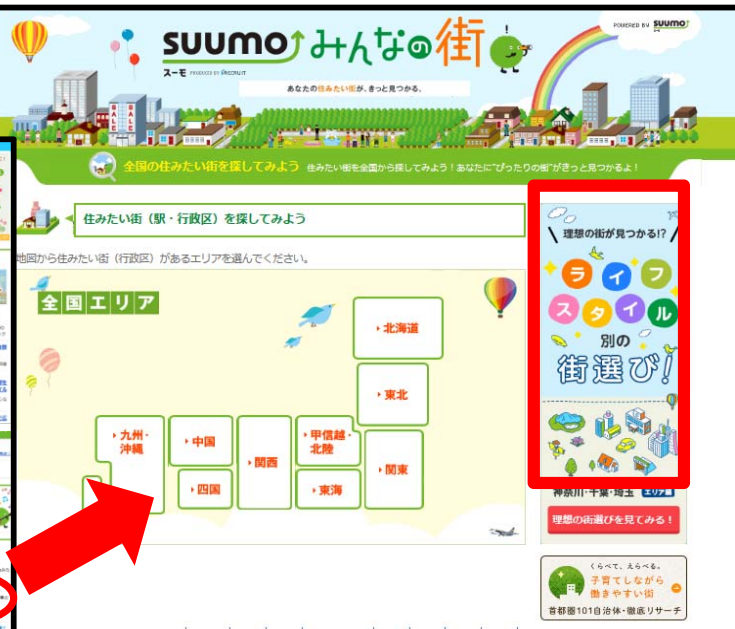 POWERED BY SUUMO
SUUMO みんなの街
スーモ PRODUCED BY RECRUIT
あなたの住みたい街が、きっと見つかる。
SALE
SALE
全国の住みたい街を探してみよう 住みたい街を全国から探してみよう！あなたに"ぴったりの街"がきっと見つかるよ！
住みたい街（駅・行政区）を探してみよう
地図から住みたい街（行政区）があるエリアを選んでください。
全国エリア
北海道
東北
九州・
沖縄
中国
関西
甲信越・
北陸
関東
四国
東海
理想の街が見つかる!?
ライフ
スタイル
別の
街選び!
神奈川・千葉・埼玉 エリア編
理想の街選びを見てみる！
くらべて、えらべる。
子育てしながら
働きやすい街
首都圏101自治体・徹底リサーチ